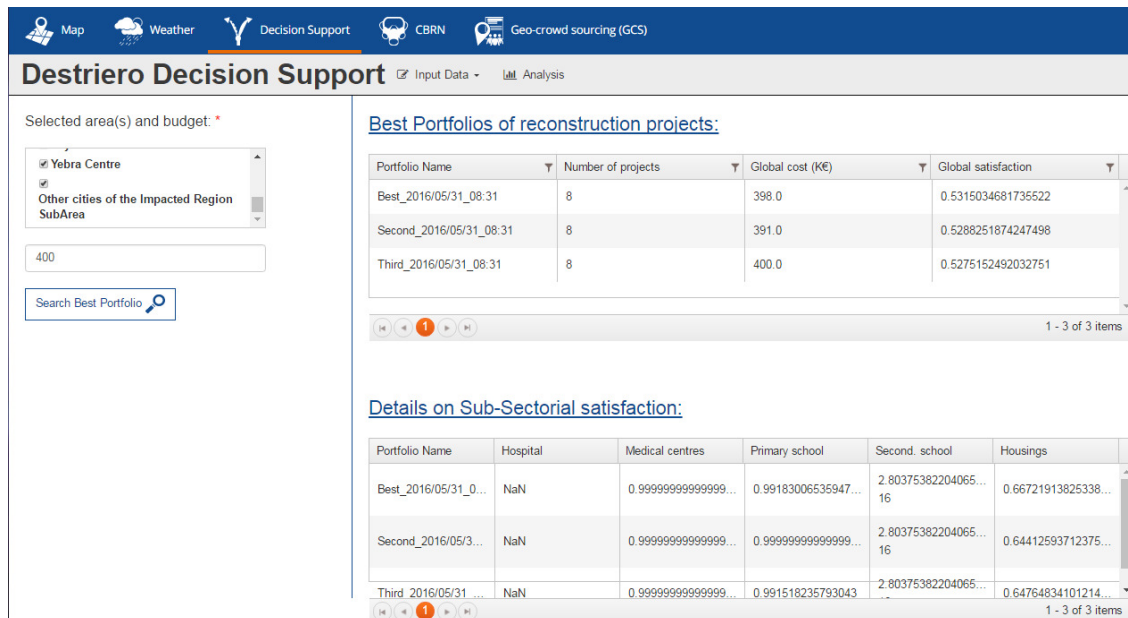 Map Weather Decision Support CBRN Geo-crowd sourcing (GCS)
Destriero Decision Support Input Data Analysis
Selected area(s) and budget: *
Yebra Centre
Other cities of the Impacted Region
SubArea
400
Search Best Portfolio
Best Portfolios of reconstruction projects:
Portfolio Name Number of projects Global cost (K€) Global satisfaction
Best_2016/05/31_08:31 8 398.0 0.5315034681735522
Second_2016/05/31_08:31 8 391.0 0.5288251874247498
Third_2016/05/31_08:31 8 400.0 0.5275152492032751
1
1 - 3 of 3 items
Details on Sub-Sectorial satisfaction:
Portfolio Name Hospital Medical centres Primary school Second. school Housings
Best_2016/05/31_0... NaN 0.99999999999999... 0.99183006535947... 2.80375382204065... 0.66721913825338...
16
Second_2016/05/3... NaN 0.99999999999999... 0.99999999999999... 2.80375382204065... 0.64412593712375...
16
Third_2016/05/31_... NaN 0.99999999999999... 0.991518235793043 2.80375382204065... 0.64764834101214...
1
1 - 3 of 3 items